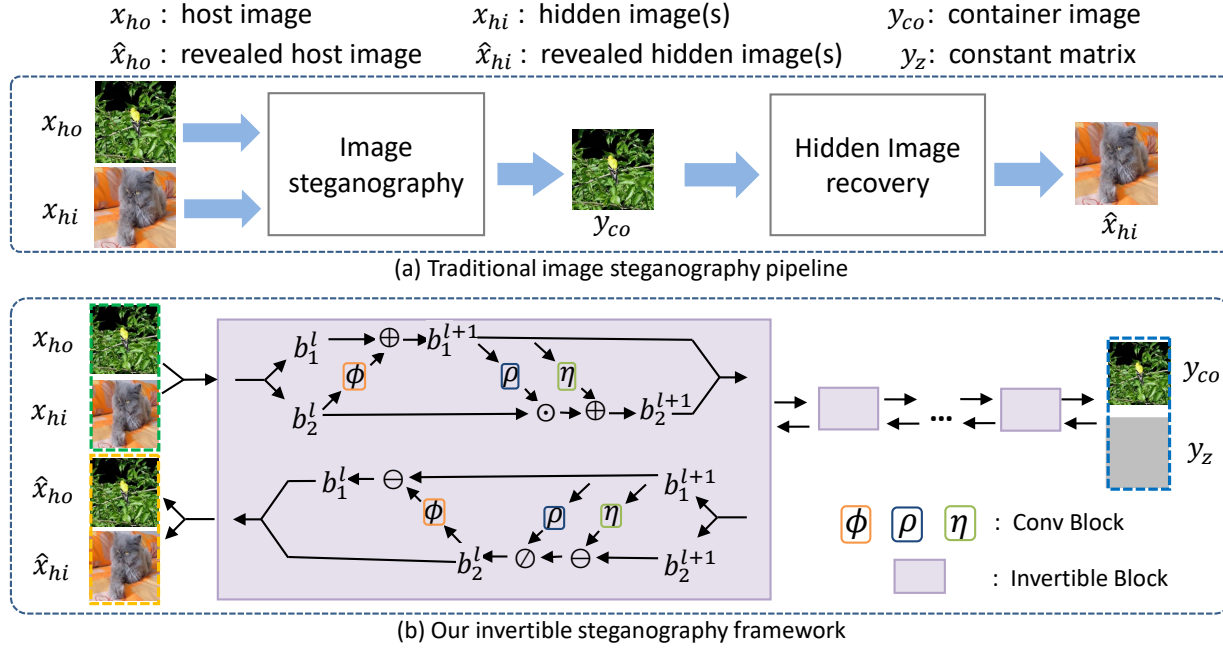 x_ho : host image x_hi : hidden image(s) y_co : container image
x̂_ho : revealed host image x̂_hi : revealed hidden image(s) y_z : constant matrix
x_ho
x_hi
Image
steganography
y_co
Hidden Image
recovery
x̂_hi
(a) Traditional image steganography pipeline
x_ho
x_hi
x̂_ho
x̂_hi
b_1^l ⊕ b_1^{l+1}
ϕ ρ η
b_2^l ⊙ ⊕ b_2^{l+1}
b_1^l ⊖ b_1^{l+1}
ϕ ρ η
b_2^l ⊘ ⊖ b_2^{l+1}
...
y_co
y_z
ϕ ρ η : Conv Block
: Invertible Block
(b) Our invertible steganography framework